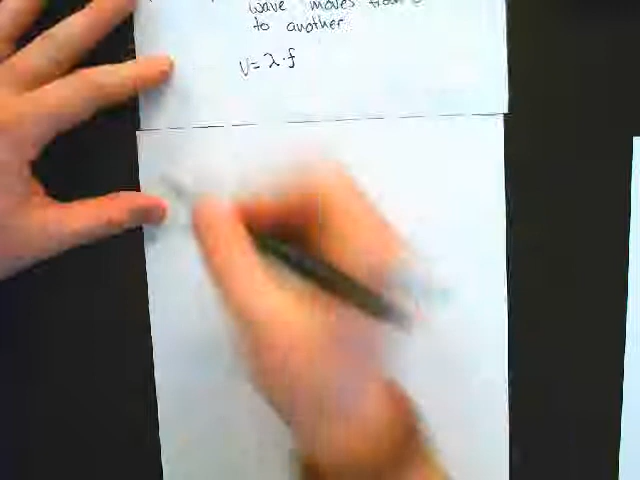 wave moves
to another.
v = λ·f